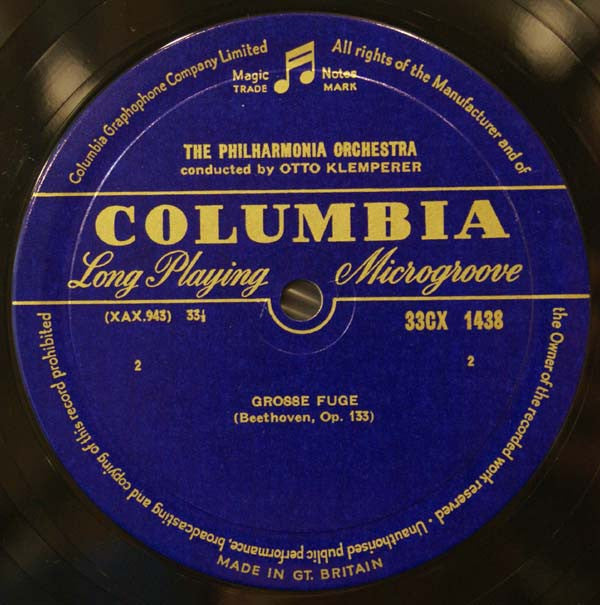 Columbia Graphophone Company Limited
All rights of the Manufacturer and of
the Owner of the recorded work reserved · Unauthorised public performance, broadcasting and copying of this record prohibited
Magic Notes
TRADE MARK
THE PHILHARMONIA ORCHESTRA
conducted by OTTO KLEMPERER
COLUMBIA
Long Playing Microgroove
(XAX.943) 33⅓ 33CX 1438
2 2
GROSSE FUGE
(Beethoven, Op. 133)
MADE IN GT. BRITAIN